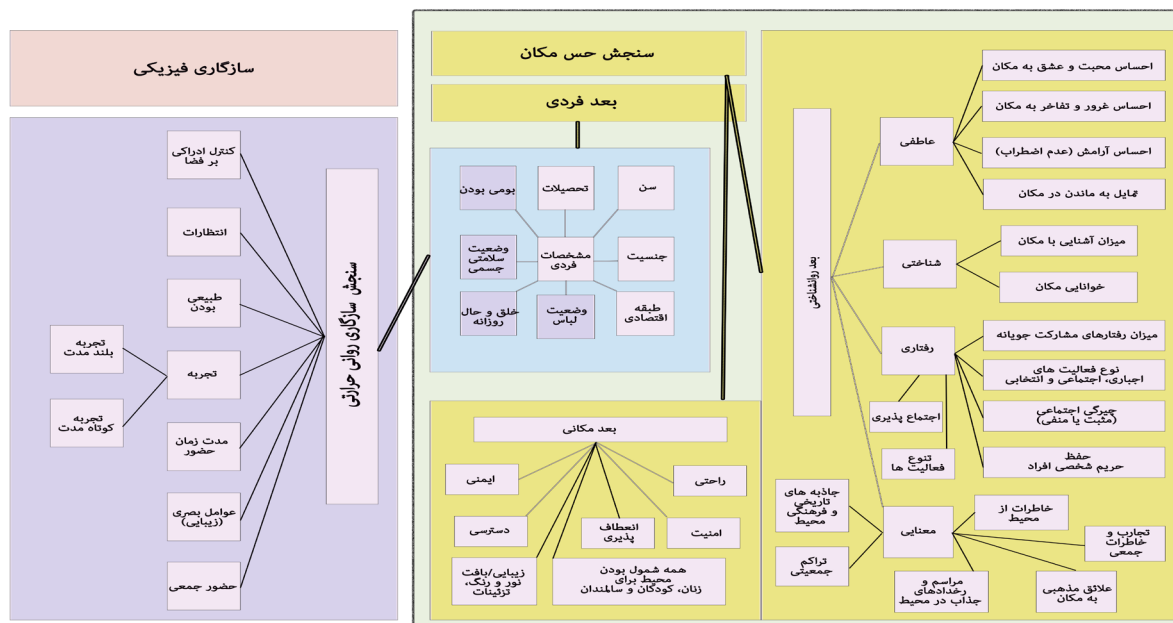 احساس محبت و عشق به مکان
احساس غرور و تفاخر به مکان
احساس آرامش (عدم اضطراب)
تمایل به ماندن در مکان
عاطفی
میزان آشنایی با مکان
خوانایی مکان
شناختی
بعد روانشناختی
میزان رفتارهای مشارکت جویانه
نوع فعالیت های
اجباری، اجتماعی و انتخابی
چیرگی اجتماعی
(مثبت یا منفی)
حفظ
حریم شخصی افراد
رفتاری
اجتماع پذیری
تنوع
فعالیت ها
خاطرات از
محیط
تجارب و
خاطرات
جمعی
علائق مذهبی
به مکان
مراسم و
رخدادهای
جذاب در محیط
معنایی
جاذبه های
تاریخی
و فرهنگی
محیط
تراکم
جمعیتی
سنجش حس مکان
بعد فردی
سن
تحصیلات
بومی بودن
جنسیت
مشخصات
فردی
وضعیت
سلامتی
جسمی
طبقه
اقتصادی
وضعیت
لباس
خلق و حال
روزانه
بعد مکانی
راحتی
ایمنی
امنیت
انعطاف
پذیری
دسترسی
همه شمول بودن
محیط برای
زنان، کودکان و سالمندان
زیبایی/بافت
نور و رنگ،
تزئینات
سازگاری فیزیکی
سنجش سازگاری روانی حرارتی
کنترل ادراکی
بر فضا
انتظارات
طبیعی
بودن
تجربه
تجربه
بلند مدت
تجربه
کوتاه مدت
مدت زمان
حضور
عوامل بصری
(زیبایی)
حضور جمعی